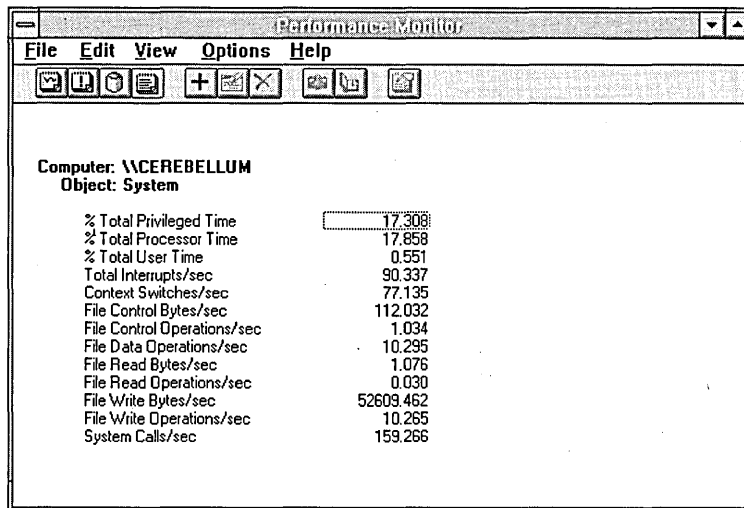 Performance Monitor
File Edit View Options Help
Computer: \\CEREBELLUM
Object: System
% Total Privileged Time 17.308
% Total Processor Time 17.858
% Total User Time 0.551
Total Interrupts/sec 90.337
Context Switches/sec 77.135
File Control Bytes/sec 112.032
File Control Operations/sec 1.034
File Data Operations/sec 10.295
File Read Bytes/sec 1.076
File Read Operations/sec 0.030
File Write Bytes/sec 52609.462
File Write Operations/sec 10.265
System Calls/sec 159.266